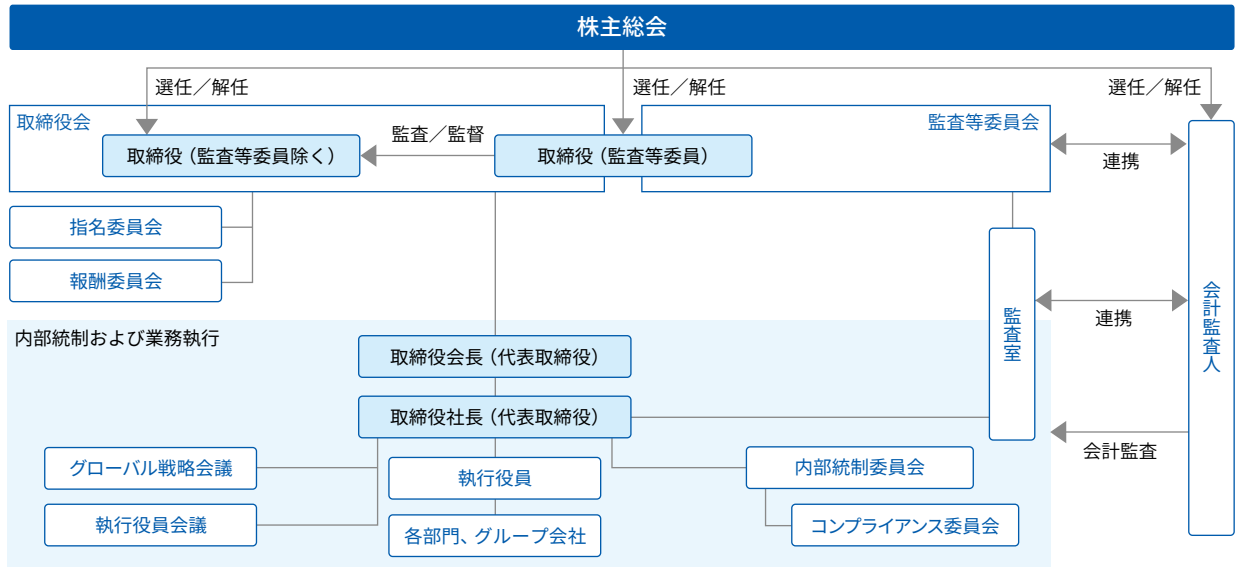 株主総会
選任／解任
選任／解任
選任／解任
取締役会
監査等委員会
取締役（監査等委員除く）
監査／監督
取締役（監査等委員）
連携
指名委員会
報酬委員会
監査室
連携
会計監査人
内部統制および業務執行
取締役会長（代表取締役）
取締役社長（代表取締役）
会計監査
グローバル戦略会議
執行役員
内部統制委員会
執行役員会議
各部門、グループ会社
コンプライアンス委員会